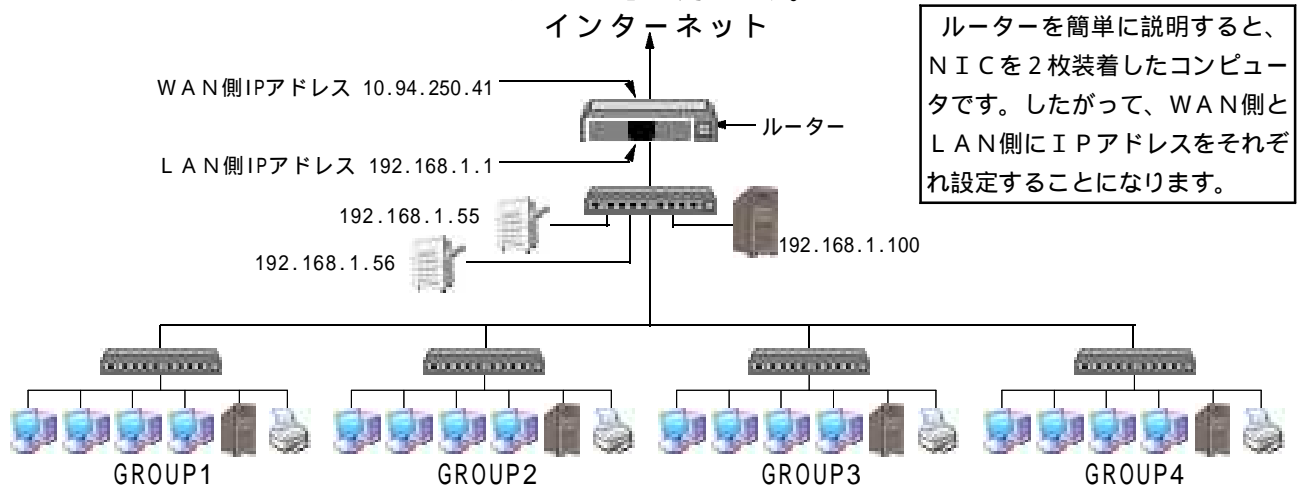 インターネット
ルーターを簡単に説明すると、
ＮＩＣを２枚装着したコンピュー
タです。したがって、ＷＡＮ側と
ＬＡＮ側にＩＰアドレスをそれぞ
れ設定することになります。
ＷＡＮ側IPアドレス 10.94.250.41
ルーター
ＬＡＮ側IPアドレス 192.168.1.1
192.168.1.55
192.168.1.100
192.168.1.56
GROUP1
GROUP2
GROUP3
GROUP4